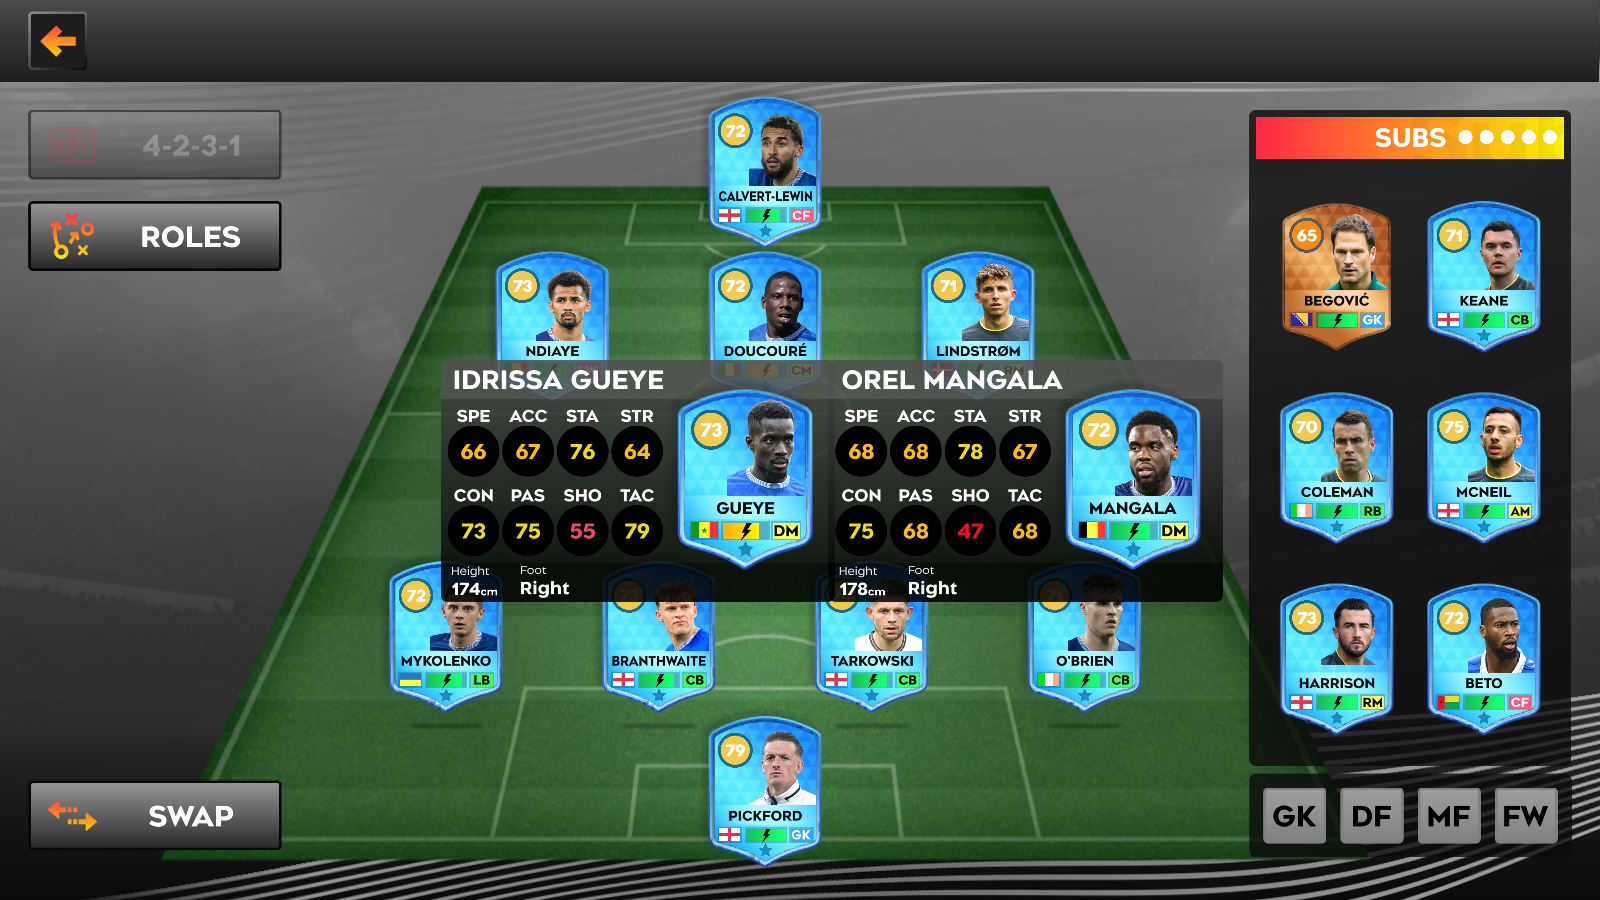 4-2-3-1
ROLES
SWAP
72
CALVERT-LEWIN
CF
73
NDIAYE
72
DOUCOURÉ
CM
71
LINDSTRØM
RM
IDRISSA GUEYE
SPE ACC STA STR
66 67 76 64
CON PAS SHO TAC
73 75 55 79
Height
174cm
Foot
Right
73
GUEYE
DM
OREL MANGALA
SPE ACC STA STR
68 68 78 67
CON PAS SHO TAC
75 68 47 68
Height
178cm
Foot
Right
72
MANGALA
DM
72
MYKOLENKO
LB
73
BRANTHWAITE
CB
TARKOWSKI
CB
71
O'BRIEN
CB
79
PICKFORD
GK
SUBS
65
BEGOVIĆ
GK
71
KEANE
CB
70
COLEMAN
RB
75
MCNEIL
AM
73
HARRISON
RM
72
BETO
CF
GK DF MF FW